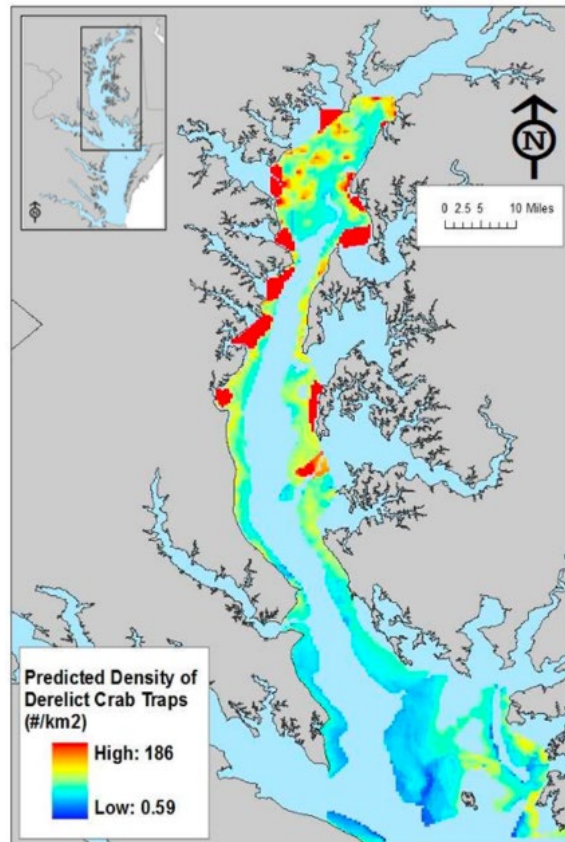 N
0 2.5 5 10 Miles
Predicted Density of
Derelict Crab Traps
(#/km2)
High: 186
Low: 0.59